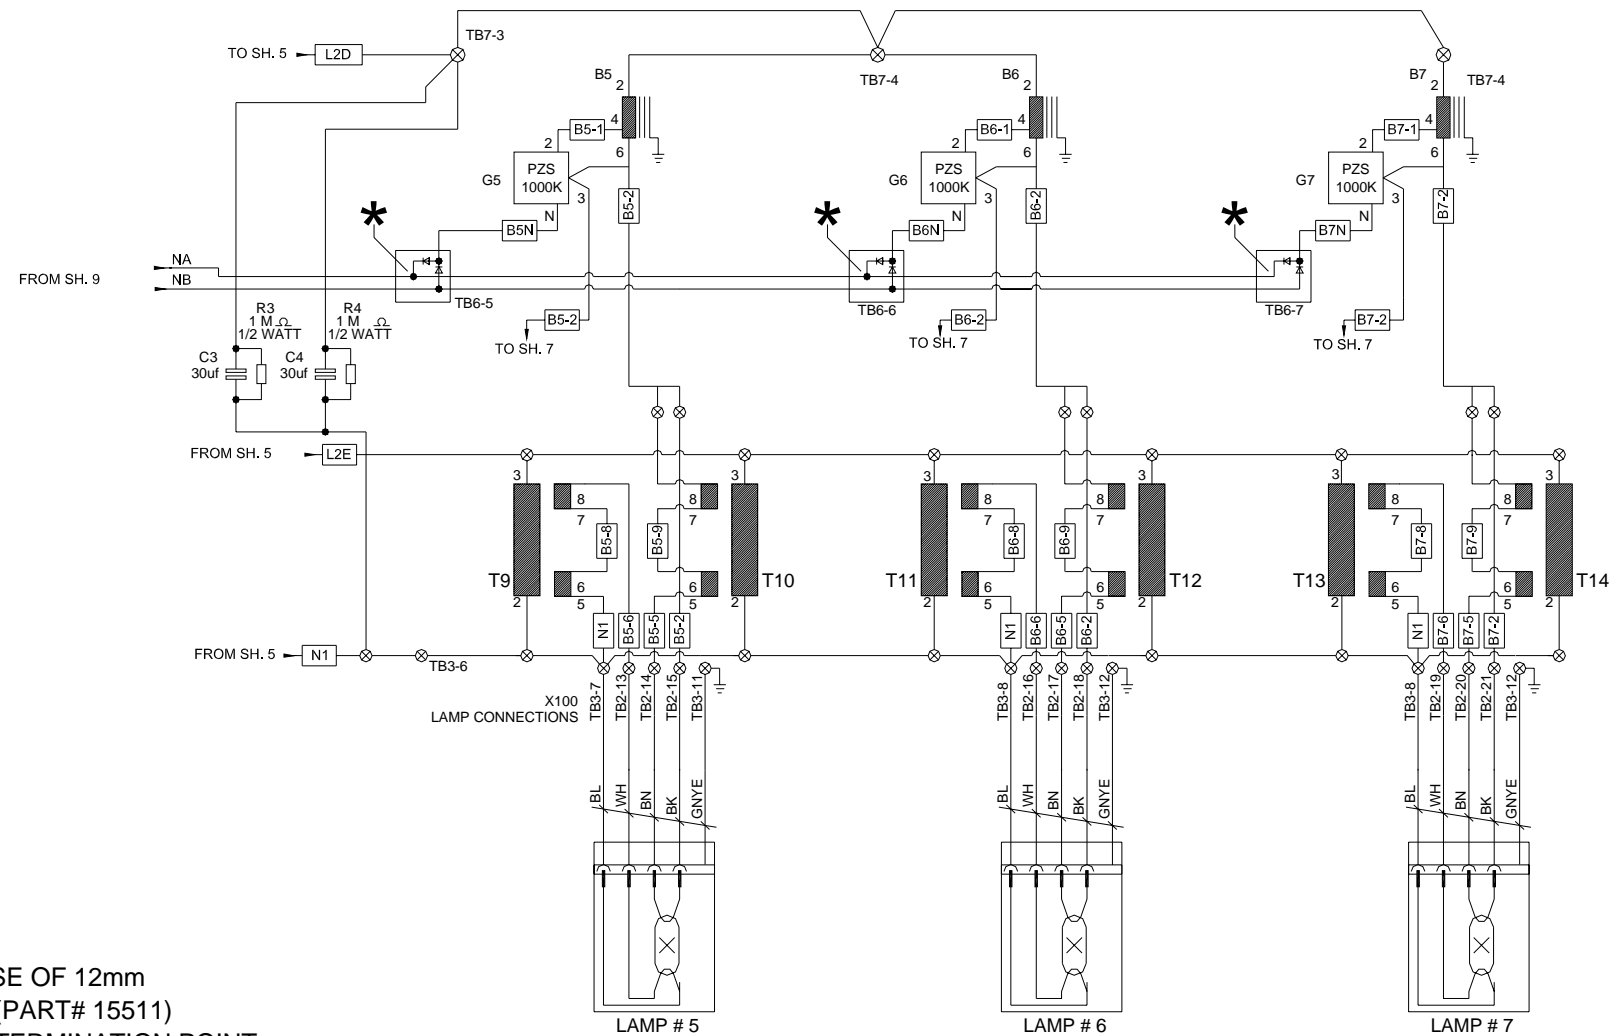 TB7-3
TO SH. 5 L2D
TB7-4
TB7-4
B5 2
4
6
B5-1
2
G5 PZS
1000K
3
N
B5N
B5-2
*
TB6-5
B5-2
TO SH. 7
B6 2
4
6
B6-1
2
G6 PZS
1000K
3
N
B6N
B6-2
*
TB6-6
B6-2
TO SH. 7
B7 2
4
6
B7-1
2
G7 PZS
1000K
3
N
B7N
B7-2
*
TB6-7
B7-2
TO SH. 7
FROM SH. 9
NA
NB
R3
1 M Ω
1/2 WATT
R4
1 M Ω
1/2 WATT
C3
30uf
C4
30uf
FROM SH. 5 L2E
3
T9
2
8
7
6
5
B5-8
B5-9
8
7
6
5
3
T10
2
3
T11
2
8
7
6
5
B6-8
B6-9
8
7
6
5
3
T12
2
3
T13
2
8
7
6
5
B7-8
B7-9
8
7
6
5
3
T14
2
N1 B5-6 B5-5 B5-2
N1 B6-6 B6-5 B6-2
N1 B7-6 B7-5 B7-2
FROM SH. 5 N1
TB3-6
X100
LAMP CONNECTIONS
TB3-7 TB2-13 TB2-14 TB2-15 TB3-11
TB3-8 TB2-16 TB2-17 TB2-18 TB3-12
TB3-8 TB2-19 TB2-20 TB2-21 TB3-12
BL WH BN BK GNYE
BL WH BN BK GNYE
BL WH BN BK GNYE
LAMP # 5
LAMP # 6
LAMP # 7
SE OF 12mm
(PART# 15511)
TERMINATION POINT